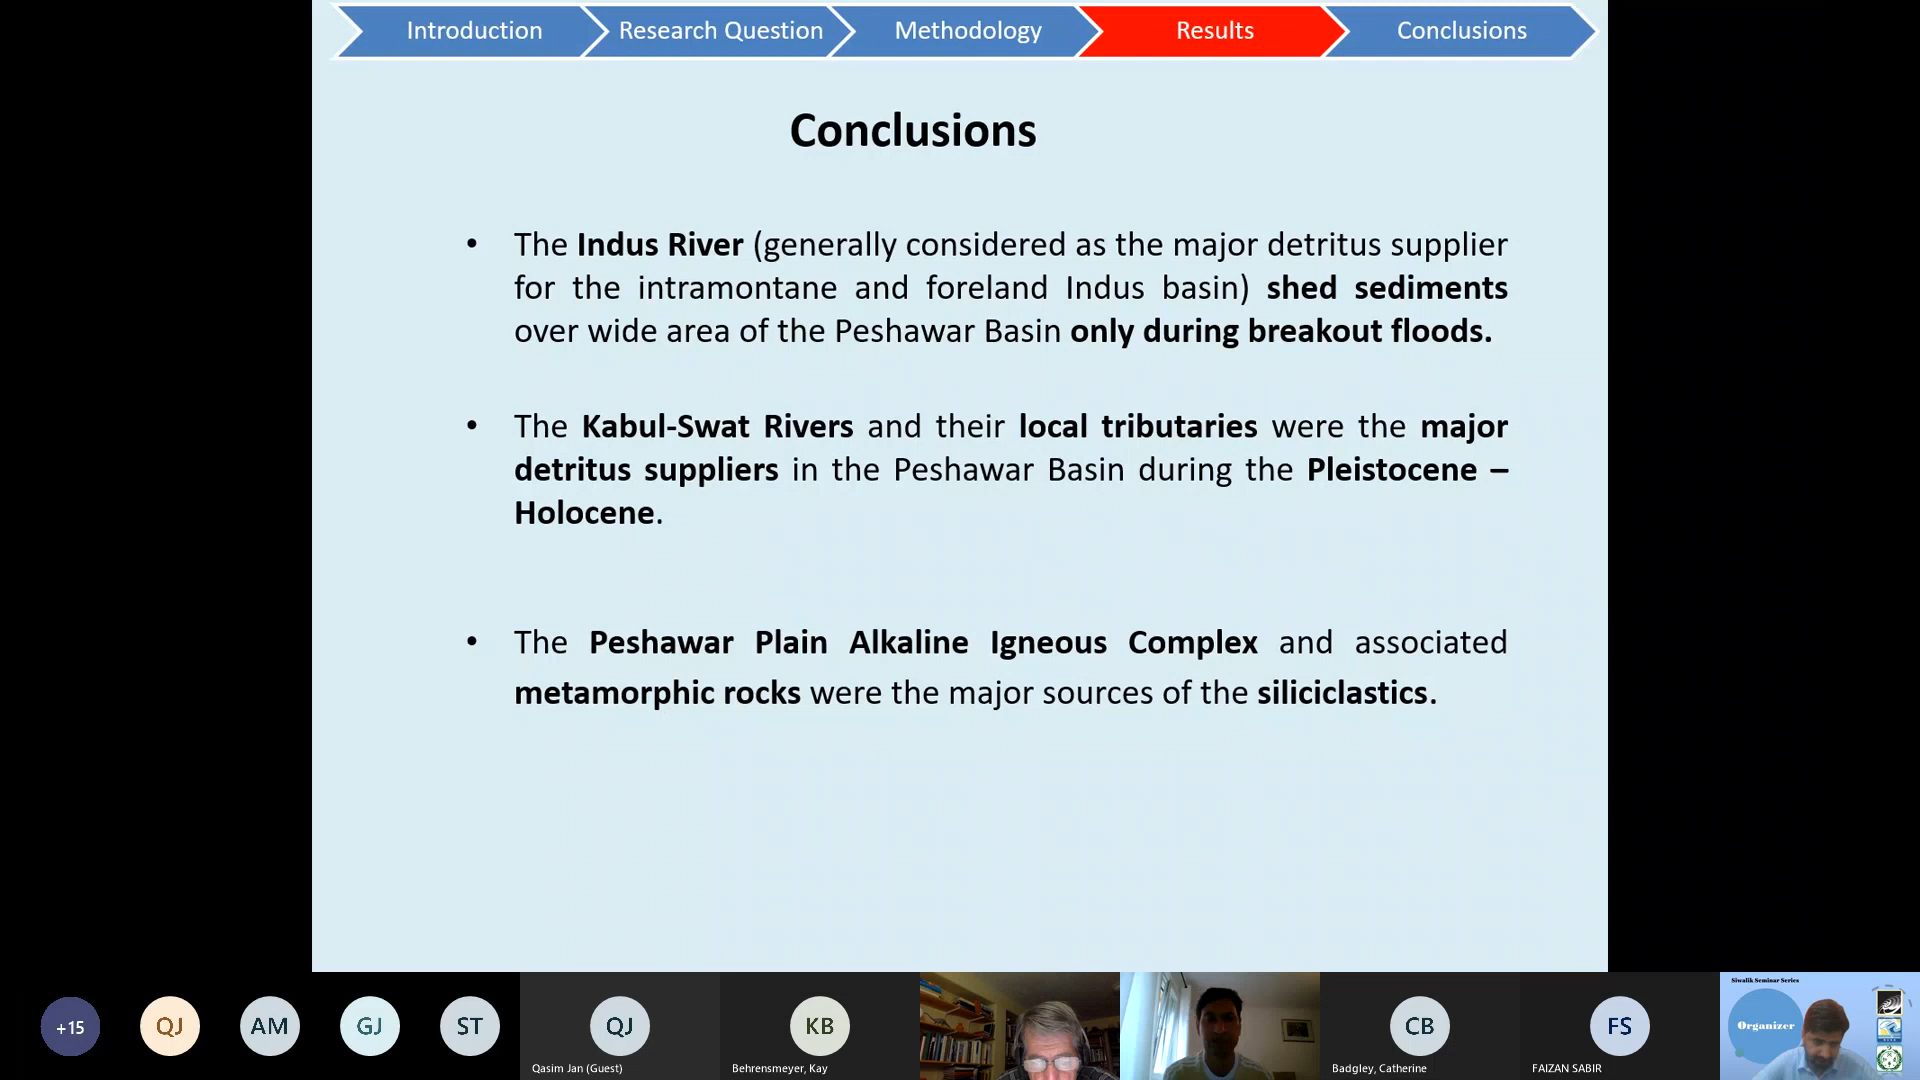 Introduction
Research Question
Methodology
Results
Conclusions
Conclusions
• The Indus River (generally considered as the major detritus supplier
for the intramontane and foreland Indus basin) shed sediments
over wide area of the Peshawar Basin only during breakout floods.
• The Kabul-Swat Rivers and their local tributaries were the major
detritus suppliers in the Peshawar Basin during the Pleistocene –
Holocene.
• The Peshawar Plain Alkaline Igneous Complex and associated
metamorphic rocks were the major sources of the siliciclastics.
+15
QJ
AM
GJ
ST
QJ
Qasim Jan (Guest)
KB
Behrensmeyer, Kay
CB
Badgley, Catherine
FS
FAIZAN SABIR
Siwalik Seminar Series
Organizer